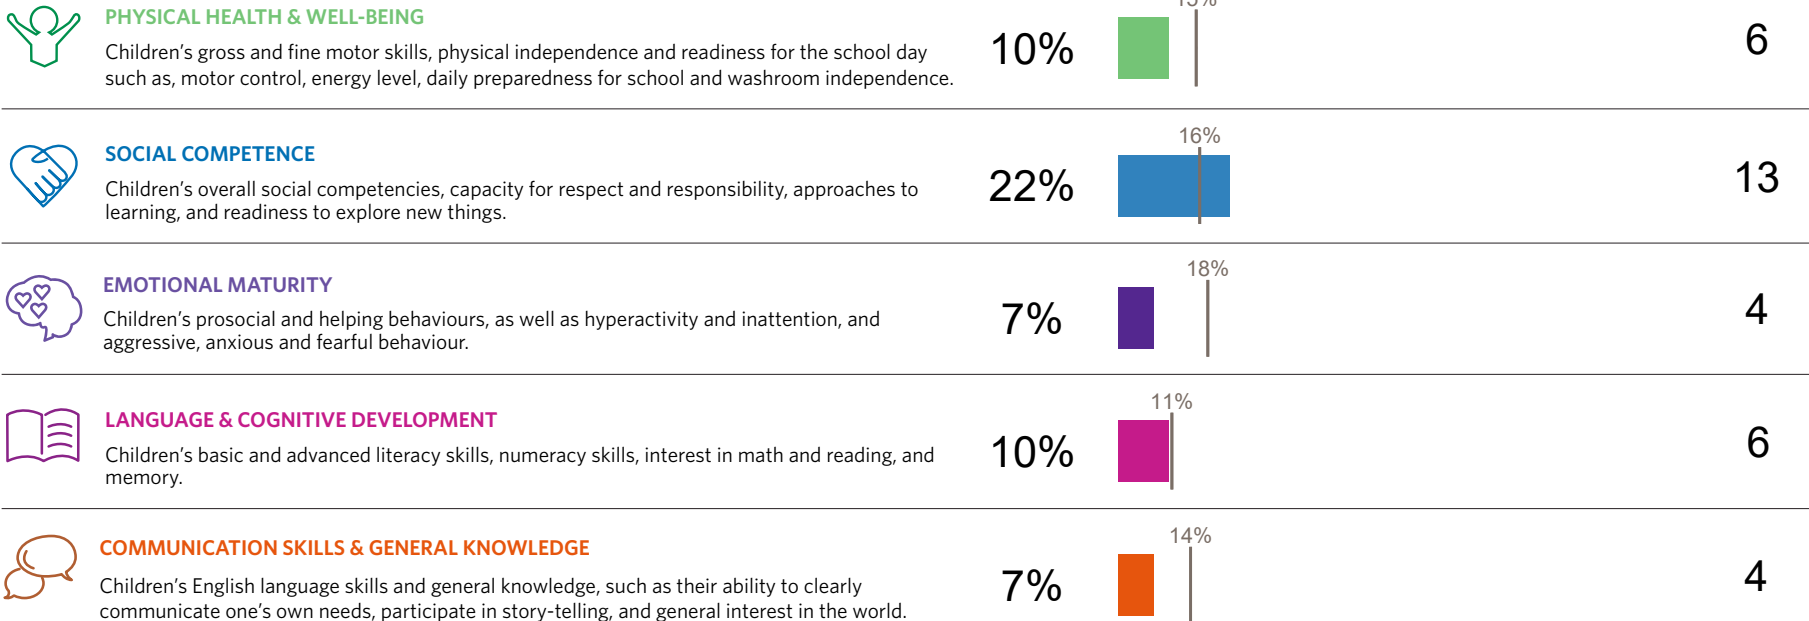 PHYSICAL HEALTH & WELL-BEING
Children's gross and fine motor skills, physical independence and readiness for the school day
such as, motor control, energy level, daily preparedness for school and washroom independence.
10%
15%
6
SOCIAL COMPETENCE
Children's overall social competencies, capacity for respect and responsibility, approaches to
learning, and readiness to explore new things.
22%
16%
13
EMOTIONAL MATURITY
Children's prosocial and helping behaviours, as well as hyperactivity and inattention, and
aggressive, anxious and fearful behaviour.
7%
18%
4
LANGUAGE & COGNITIVE DEVELOPMENT
Children's basic and advanced literacy skills, numeracy skills, interest in math and reading, and
memory.
10%
11%
6
COMMUNICATION SKILLS & GENERAL KNOWLEDGE
Children's English language skills and general knowledge, such as their ability to clearly
communicate one's own needs, participate in story-telling, and general interest in the world.
7%
14%
4